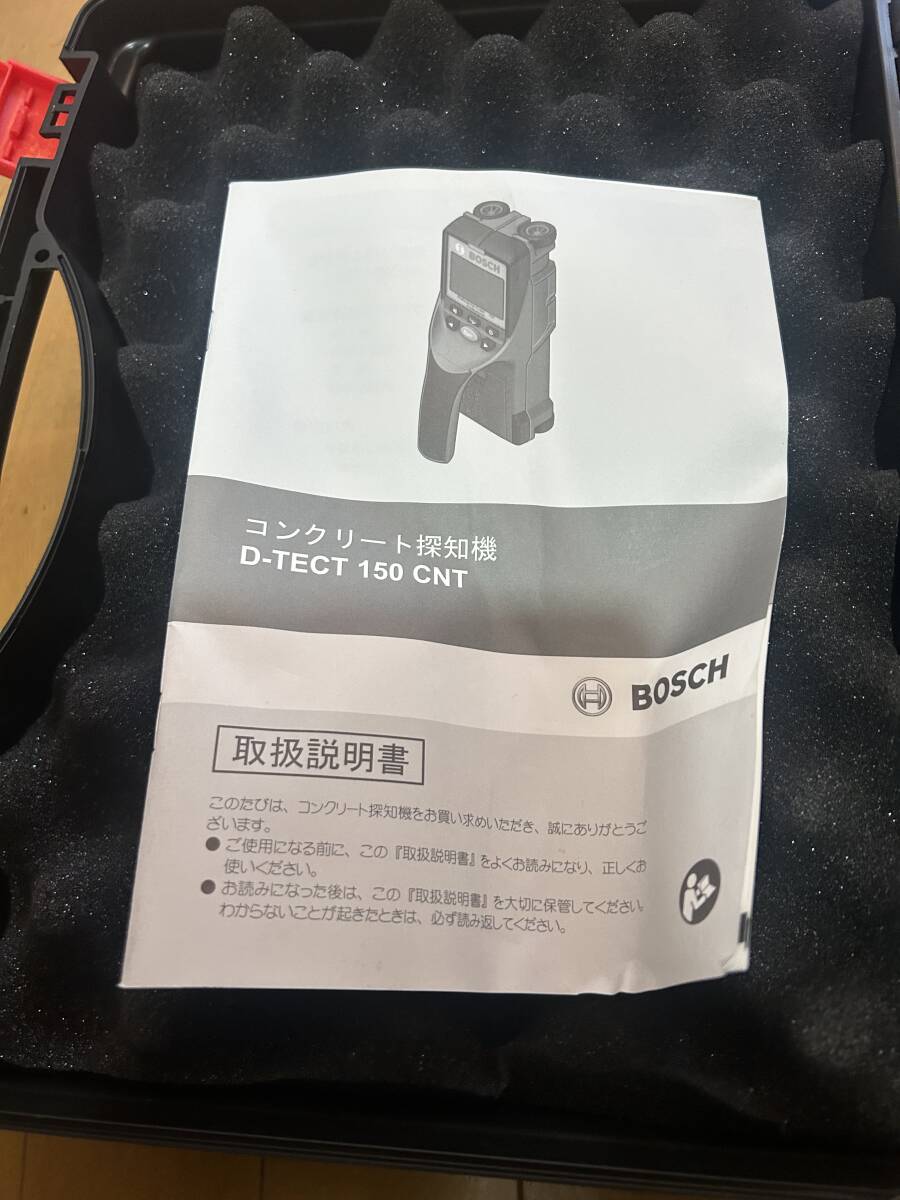 BOSCH
コンクリート探知機
D-TECT 150 CNT
BOSCH
取扱説明書
このたびは、コンクリート探知機をお買い求めいただき、誠にありがとうご
ざいます。
● ご使用になる前に、この『取扱説明書』をよくお読みになり、正しくお
使いください。
● お読みになった後は、この『取扱説明書』を大切に保管してください。
わからないことが起きたときは、必ず読み返してください。